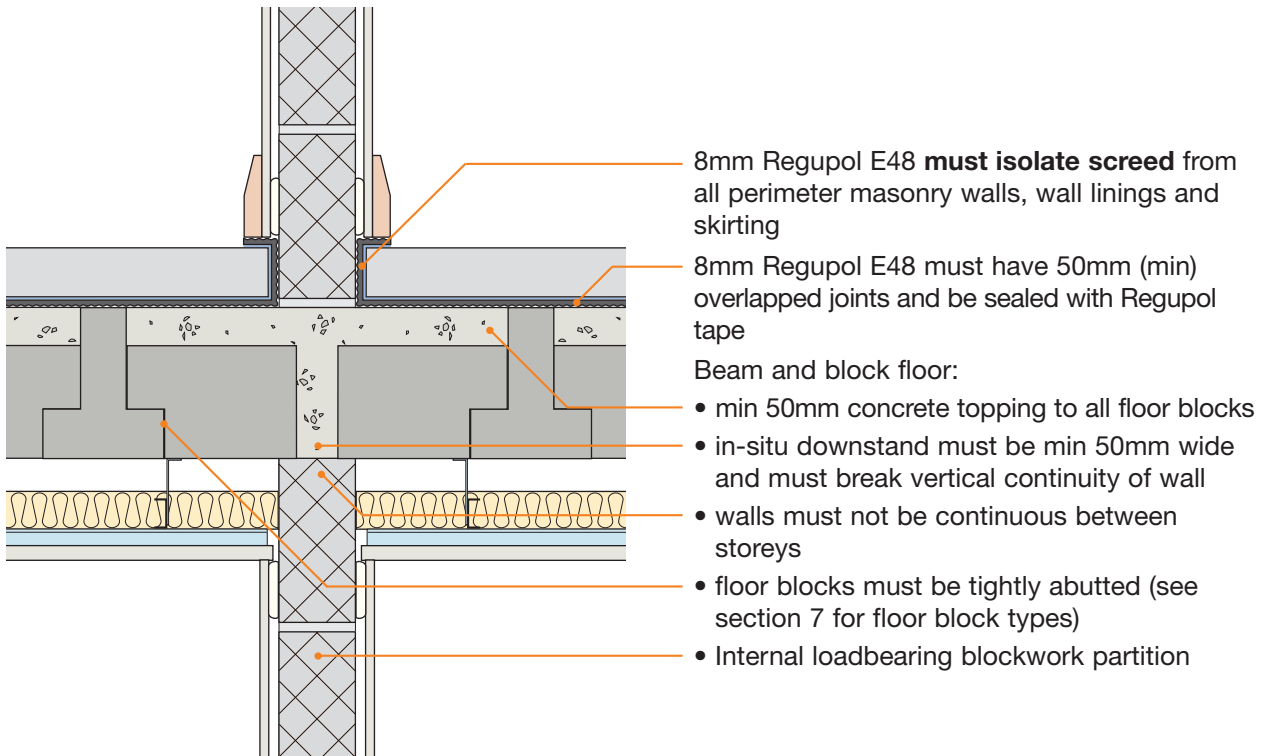 8mm Regupol E48 must isolate screed from
all perimeter masonry walls, wall linings and
skirting
8mm Regupol E48 must have 50mm (min)
overlapped joints and be sealed with Regupol
tape
Beam and block floor:
• min 50mm concrete topping to all floor blocks
• in-situ downstand must be min 50mm wide
and must break vertical continuity of wall
• walls must not be continuous between
storeys
• floor blocks must be tightly abutted (see
section 7 for floor block types)
• Internal loadbearing blockwork partition